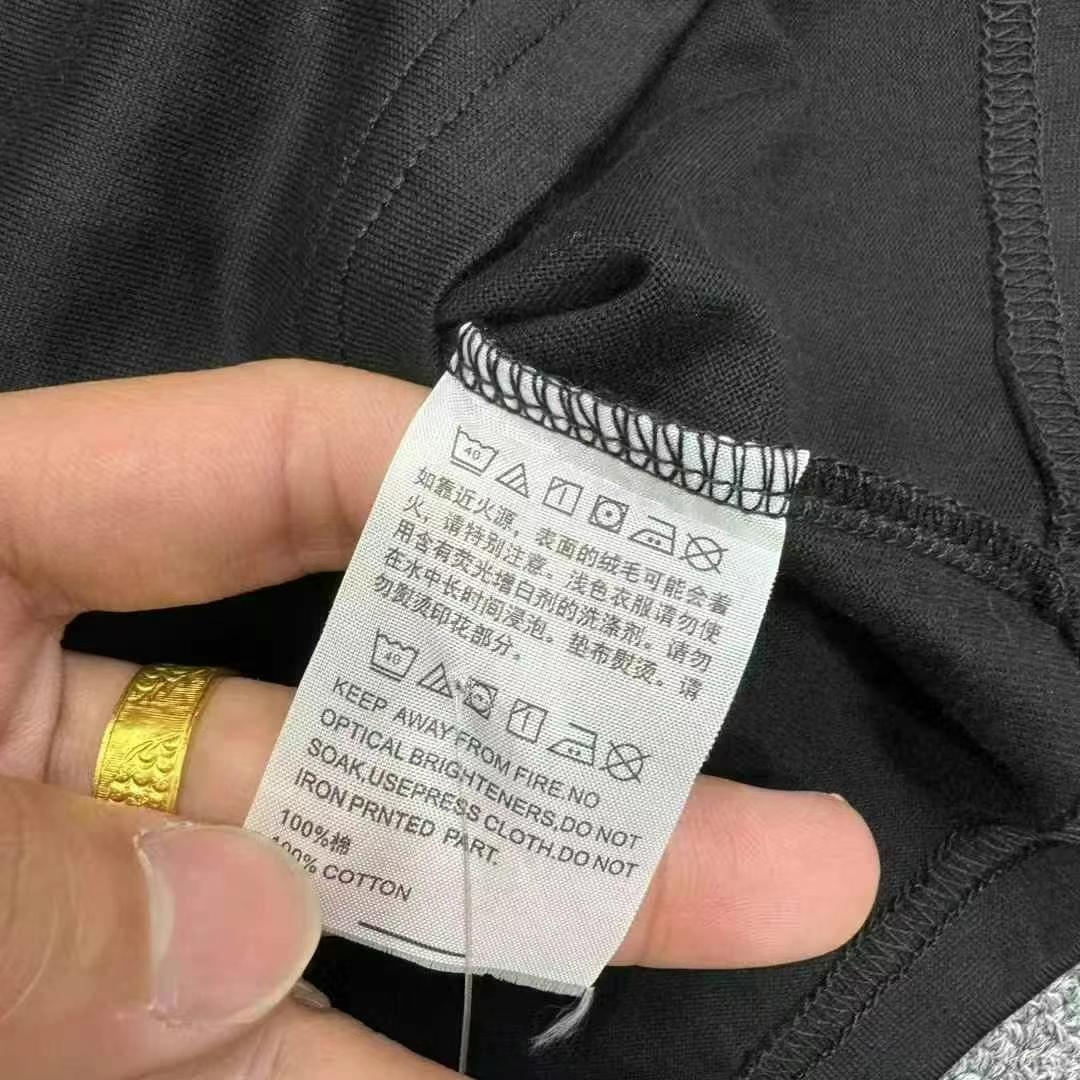 40
如靠近火源，表面的绒毛可能会着
火，请特别注意。浅色衣服请勿使
用含有荧光增白剂的洗涤剂。请勿
在水中长时间浸泡。垫布熨烫。请
勿熨烫印花部分。
40
KEEP AWAY FROM FIRE.NO
OPTICAL BRIGHTENERS,DO NOT
SOAK,USEPRESS CLOTH.DO NOT
IRON PRNTED PART.
100%棉
100% COTTON